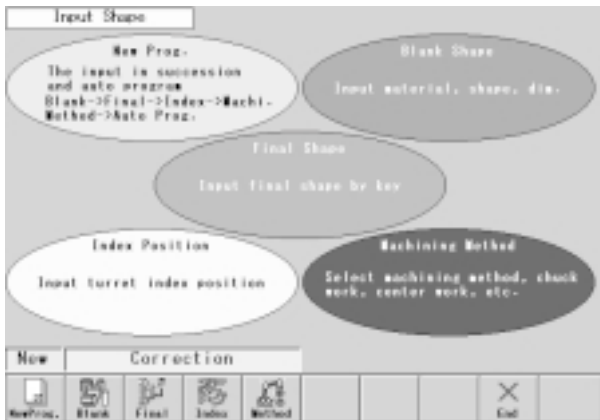 Input Shape
New Prog.
The input in succession
and auto program
Blank->Final->Index->Machi.
Method->Auto Prog.
Blank Shape
Input material, shape, dim.
Final Shape
Input final shape by key
Index Position
Input turret index position
Machining Method
Select machining method, chuck
work, center work, etc.
New Correction
NewProg. Blank Final Index Method End